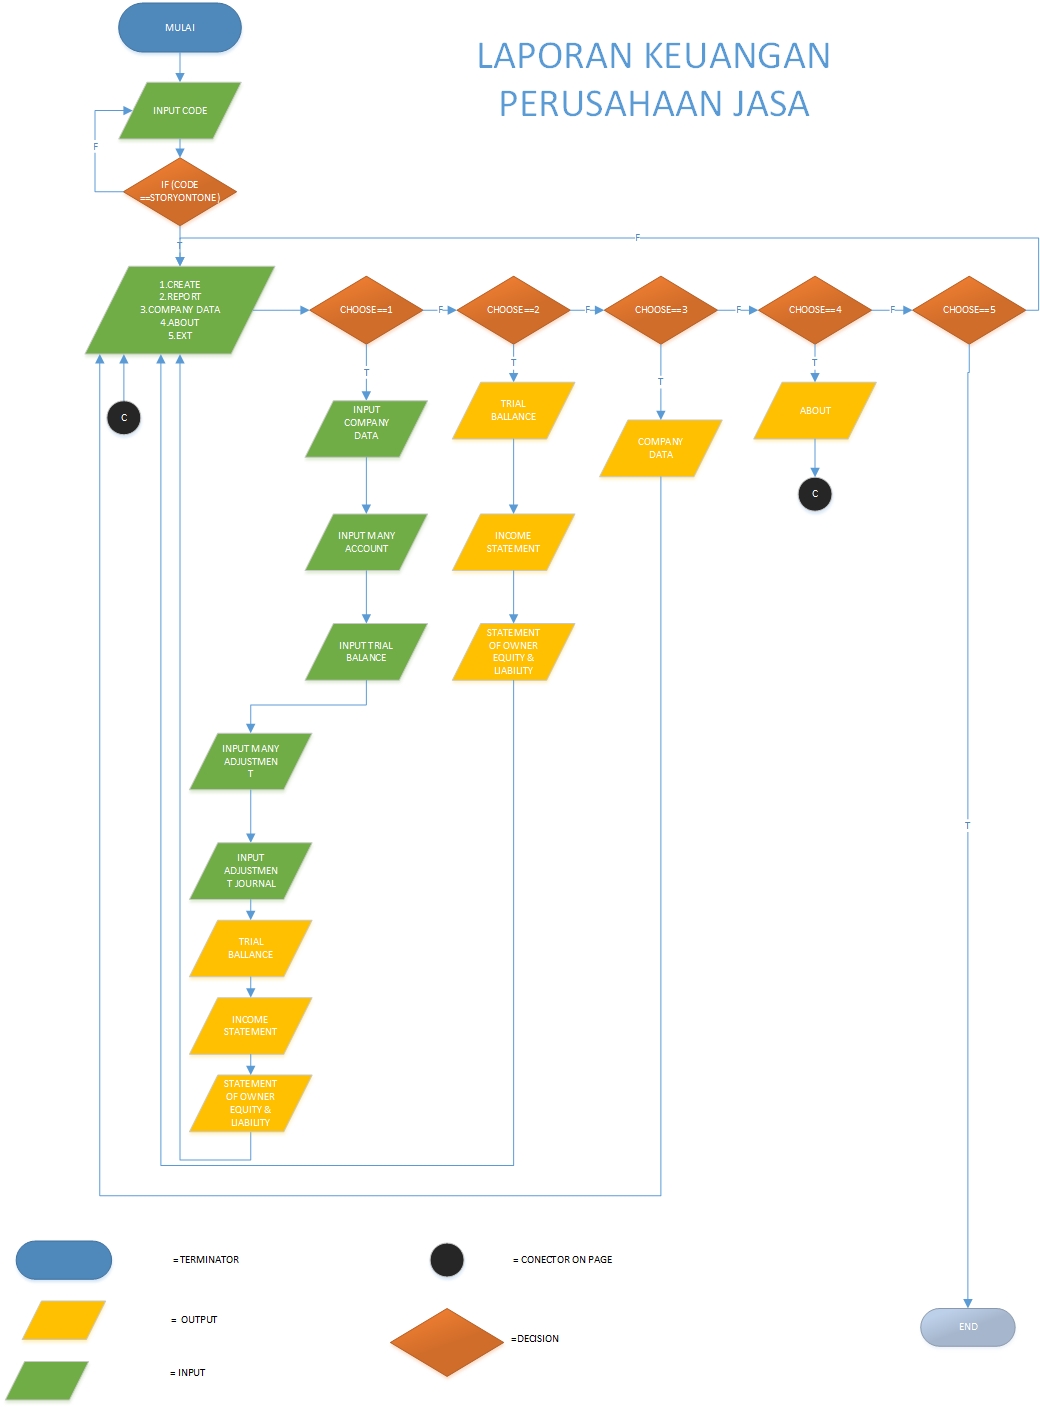 MULAI
LAPORAN KEUANGAN
PERUSAHAAN JASA
INPUT CODE
F
IF (CODE
==STORYONTONE)
T
F
1.CREATE
2.REPORT
3.COMPANY DATA
4.ABOUT
5.EXT
CHOOSE==1
F
CHOOSE==2
F
CHOOSE==3
F
CHOOSE==4
F
CHOOSE==5
T
T
T
T
C
INPUT
COMPANY
DATA
TRIAL
BALLANCE
COMPANY
DATA
ABOUT
C
INPUT MANY
ACCOUNT
INCOME
STATEMENT
INPUT TRIAL
BALANCE
STATEMENT
OF OWNER
EQUITY &
LIABILITY
INPUT MANY
ADJUSTMEN
T
T
INPUT
ADJUSTMEN
T JOURNAL
TRIAL
BALLANCE
INCOME
STATEMENT
STATEMENT
OF OWNER
EQUITY &
LIABILITY
=TERMINATOR
= CONECTOR ON PAGE
= OUTPUT
=DECISION
= INPUT
END